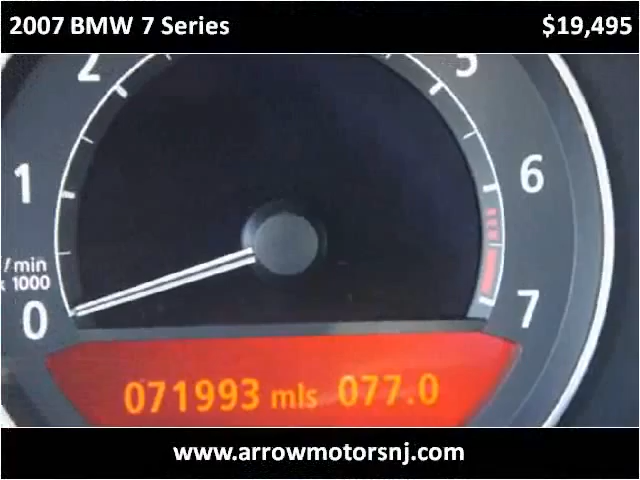 2007 BMW 7 Series $19,495
2 5
1 6
/min
x 1000
0 7
071993 mls 077.0
www.arrowmotorsnj.com